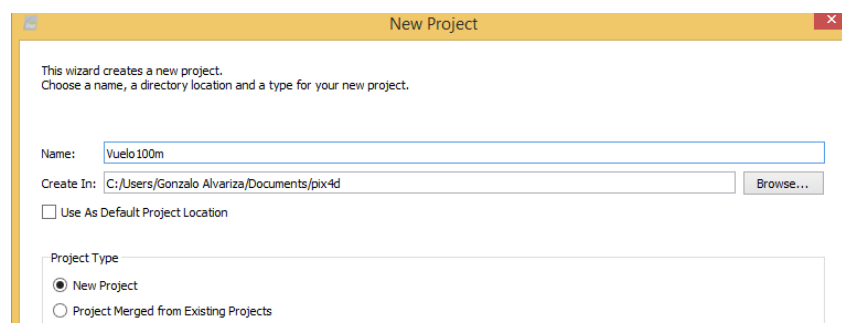 New Project
This wizard creates a new project.
Choose a name, a directory location and a type for your new project.
Name: Vuelo100m
Create In: C:/Users/Gonzalo Alvariza/Documents/pix4d Browse...
Use As Default Project Location
Project Type
New Project
Project Merged from Existing Projects